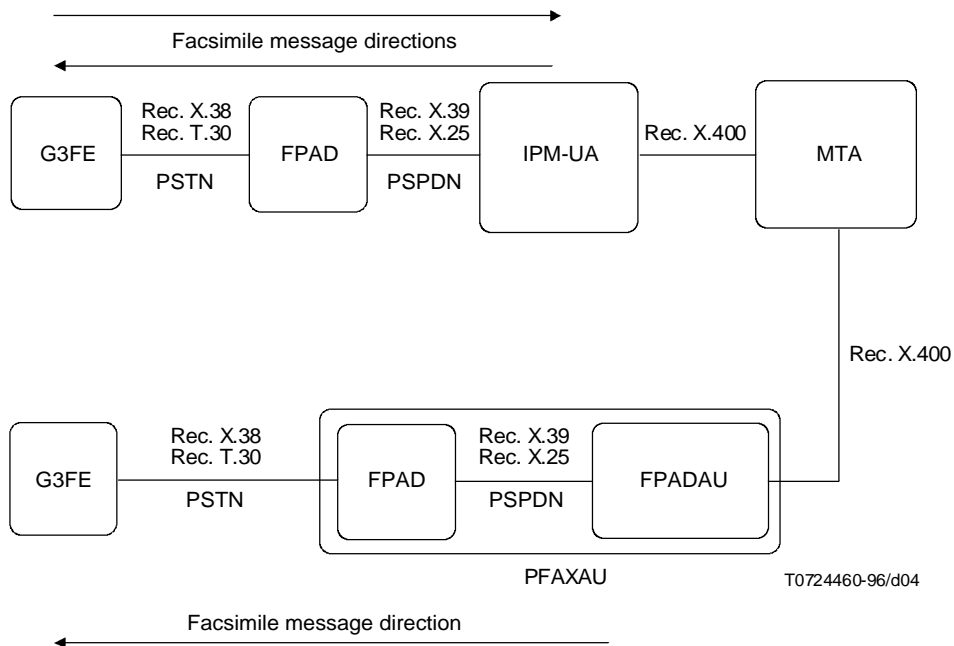 Facsimile message directions
Rec. X.38
Rec. T.30
Rec. X.39
Rec. X.25
Rec. X.400
G3FE
FPAD
IPM-UA
MTA
PSTN
PSPDN
Rec. X.400
Rec. X.38
Rec. T.30
Rec. X.39
Rec. X.25
G3FE
FPAD
FPADAU
PSTN
PSPDN
PFAXAU
T0724460-96/d04
Facsimile message direction